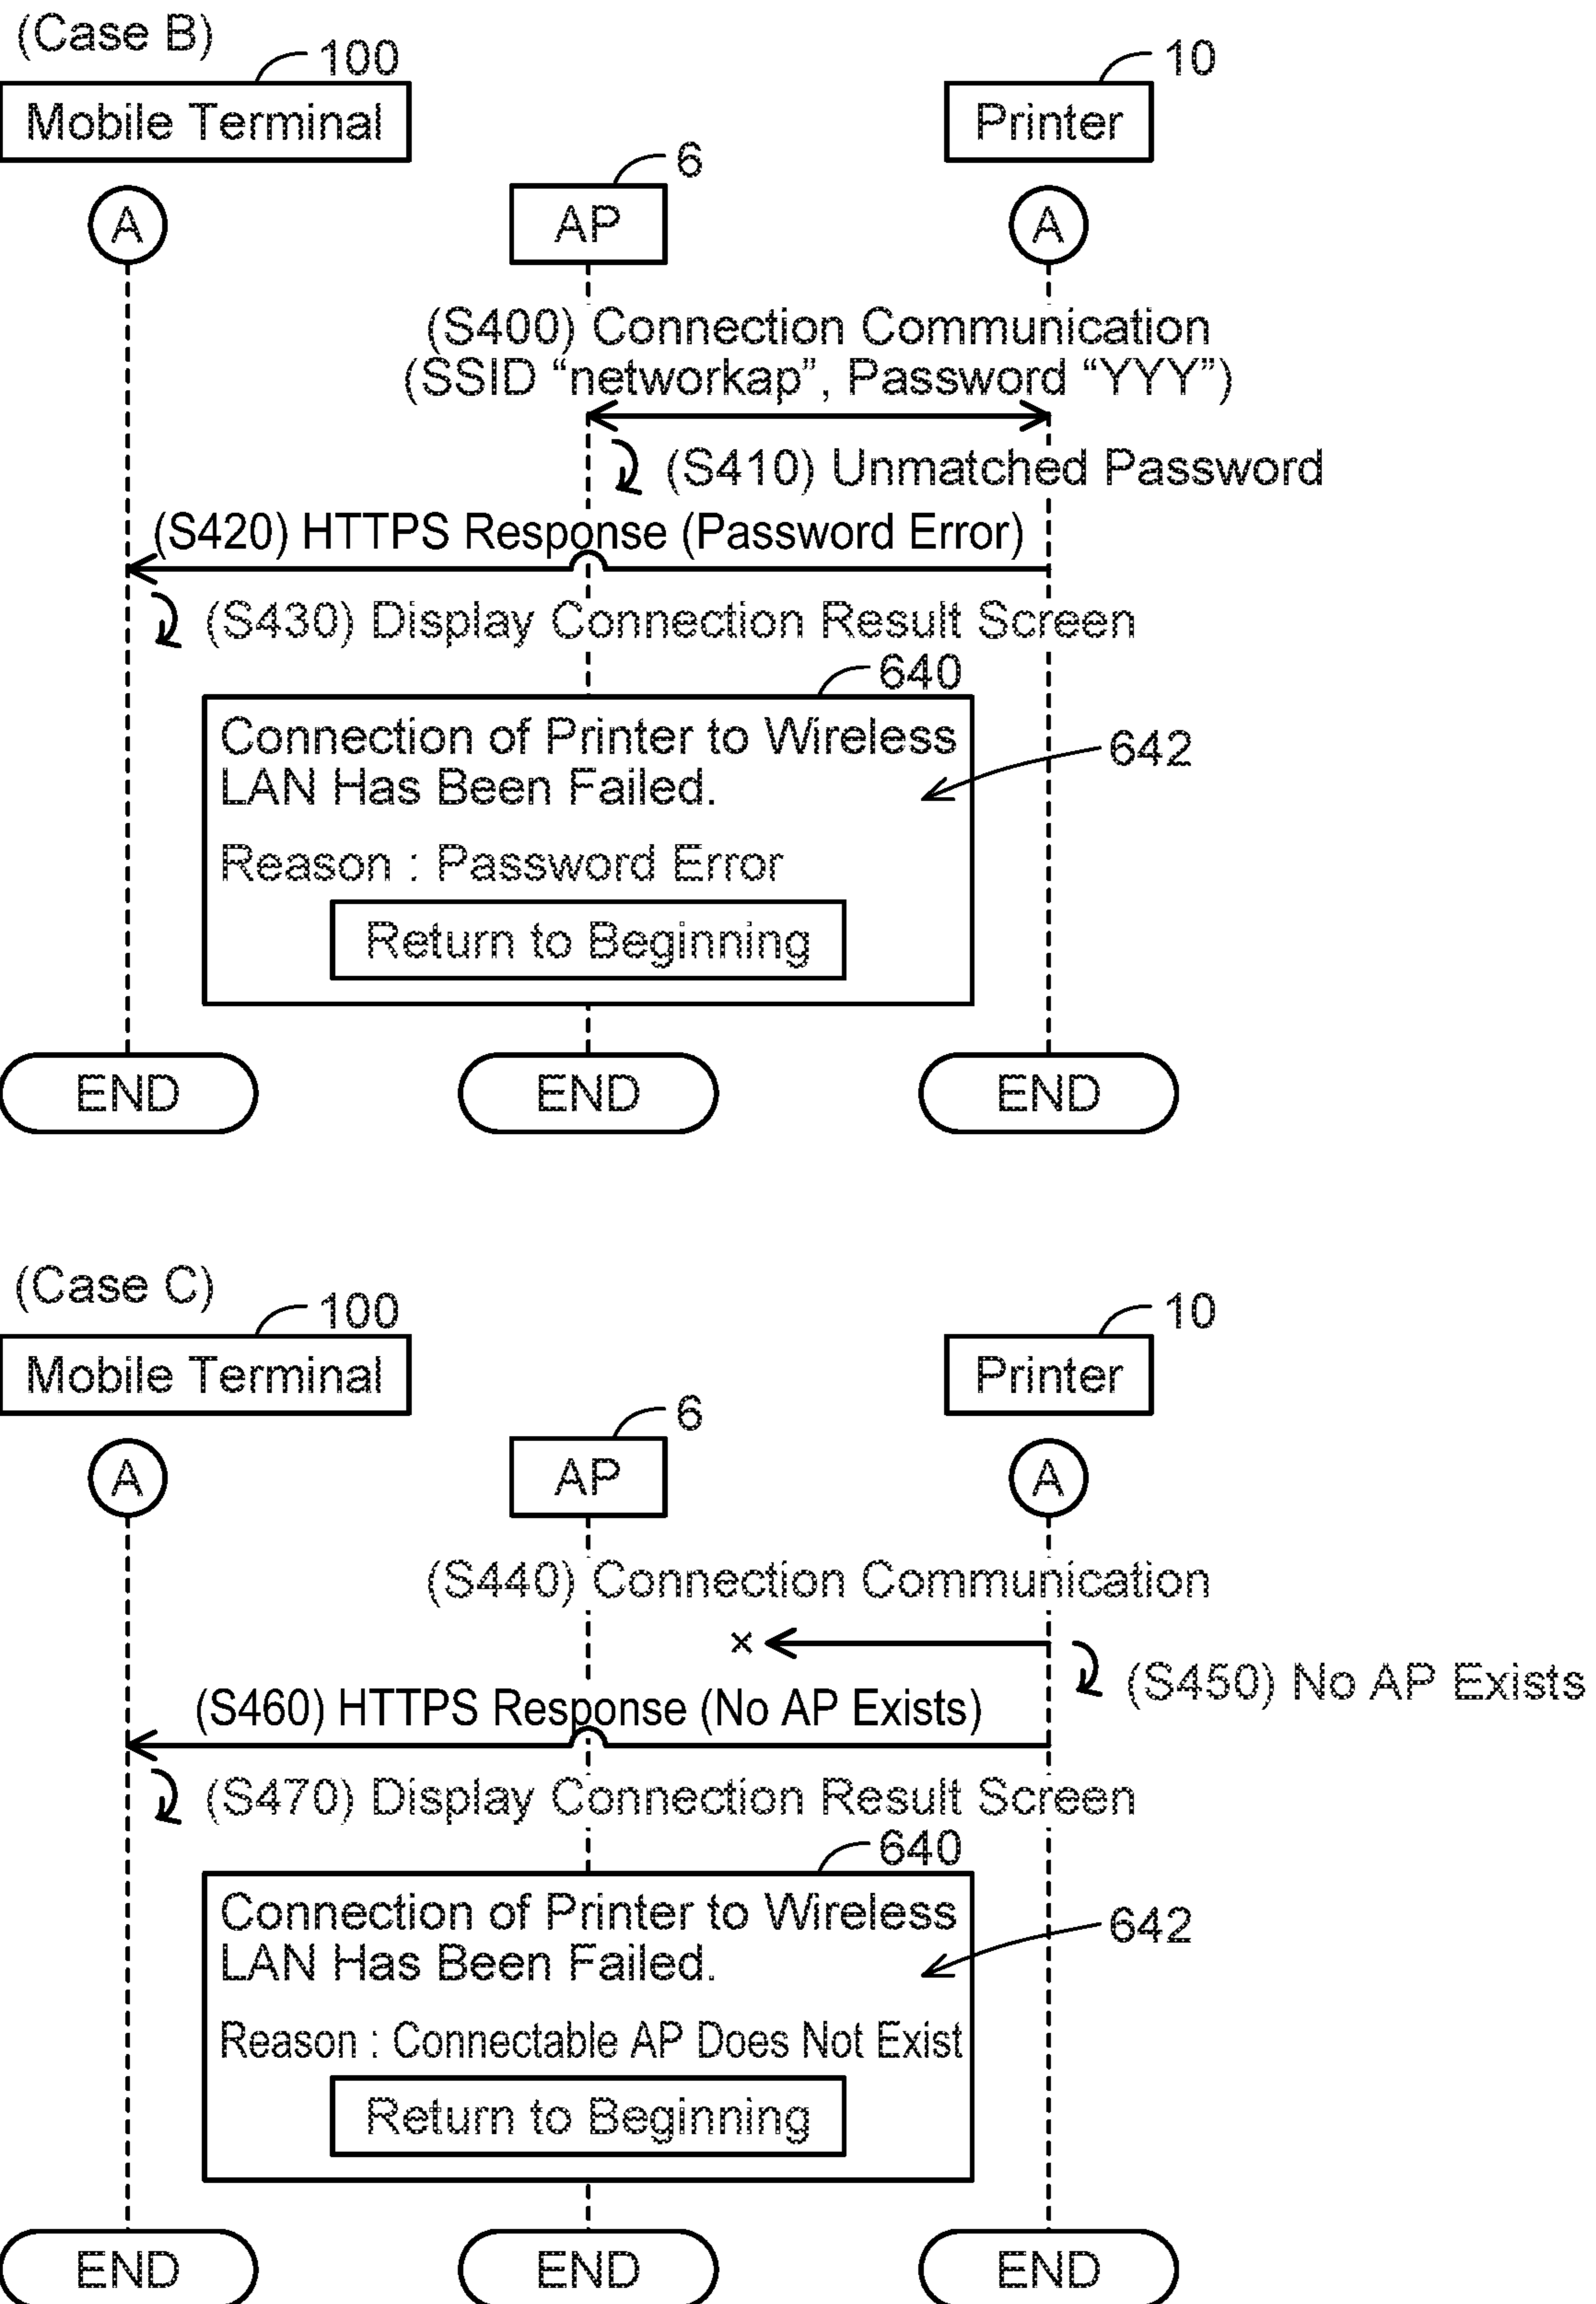 (Case B)
100
10
Mobile Terminal
Printer
6
A
AP
A
(S400) Connection Communication
(SSID “networkap”, Password “YYY”)
(S410) Unmatched Password
(S420) HTTPS Response (Password Error)
(S430) Display Connection Result Screen
640
Connection of Printer to Wireless
LAN Has Been Failed.
642
Reason : Password Error
Return to Beginning
END
END
END
(Case C)
100
10
Mobile Terminal
Printer
6
A
AP
A
(S440) Connection Communication
×
(S450) No AP Exists
(S460) HTTPS Response (No AP Exists)
(S470) Display Connection Result Screen
640
Connection of Printer to Wireless
LAN Has Been Failed.
642
Reason : Connectable AP Does Not Exist
Return to Beginning
END
END
END